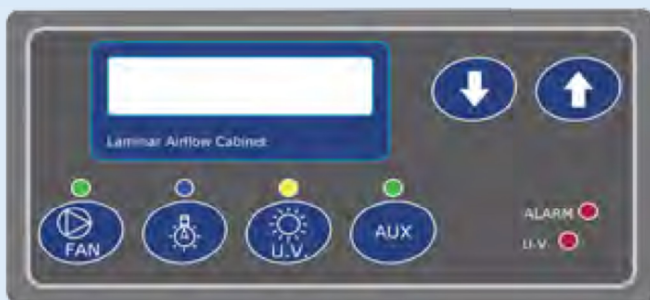 Laminar Airflow Cabinet
FAN
U.V.
AUX
ALARM
U.V.